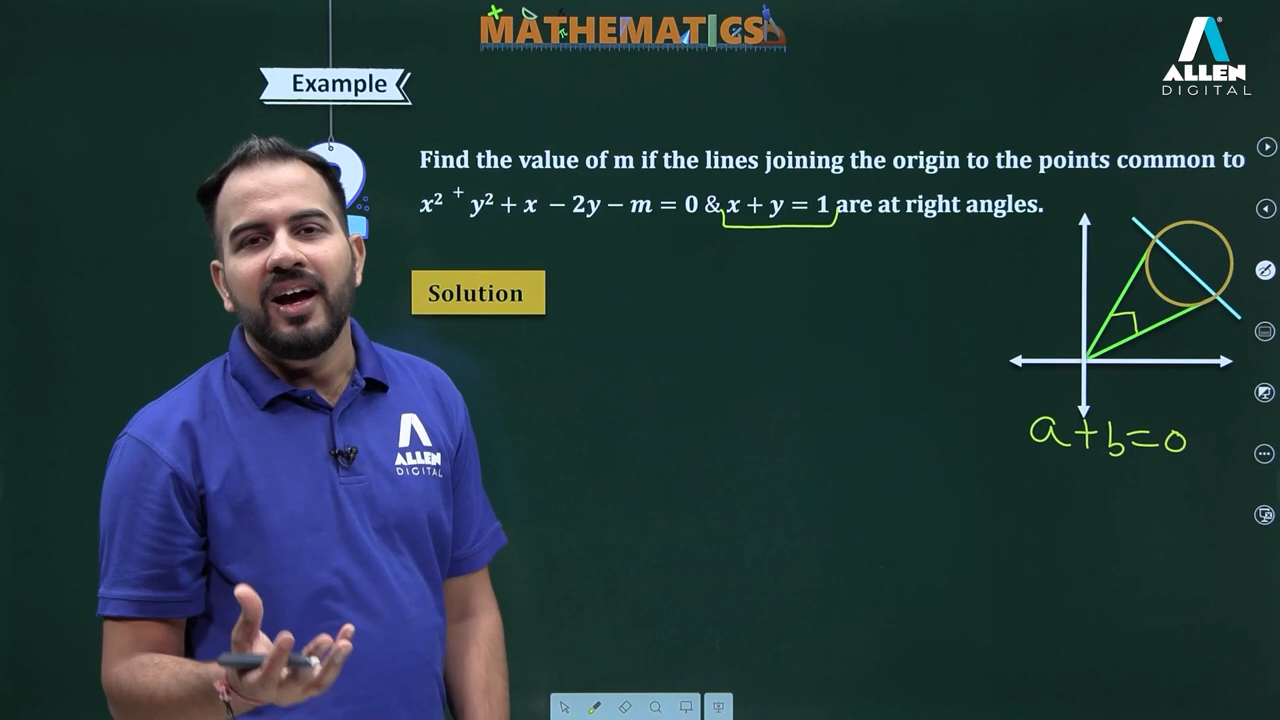 MATHEMATICS
ALLEN
DIGITAL
Example
Find the value of m if the lines joining the origin to the points common to
x² + y² + x − 2y − m = 0 & x + y = 1 are at right angles.
Solution
a+b=0
ALLEN
DIGITAL